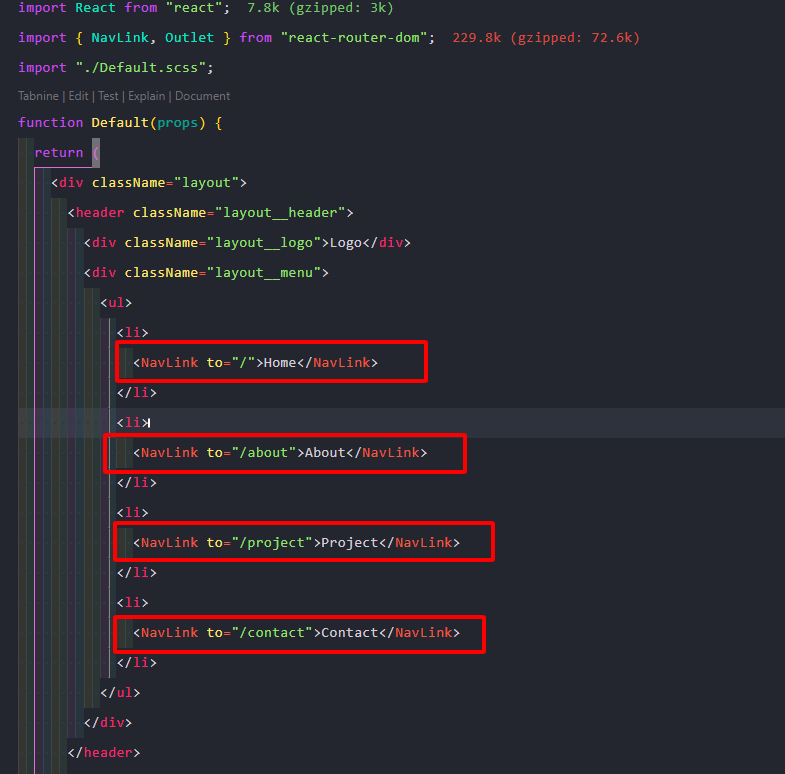 import React from "react";  7.8k (gzipped: 3k)
import { NavLink, Outlet } from "react-router-dom";  229.8k (gzipped: 72.6k)
import "./Default.scss";
Tabnine | Edit | Test | Explain | Document
function Default(props) {
return (
<div className="layout">
<header className="layout__header">
<div className="layout__logo">Logo</div>
<div className="layout__menu">
<ul>
<li>
<NavLink to="/">Home</NavLink>
</li>
<li>
<NavLink to="/about">About</NavLink>
</li>
<li>
<NavLink to="/project">Project</NavLink>
</li>
<li>
<NavLink to="/contact">Contact</NavLink>
</li>
</ul>
</div>
</header>